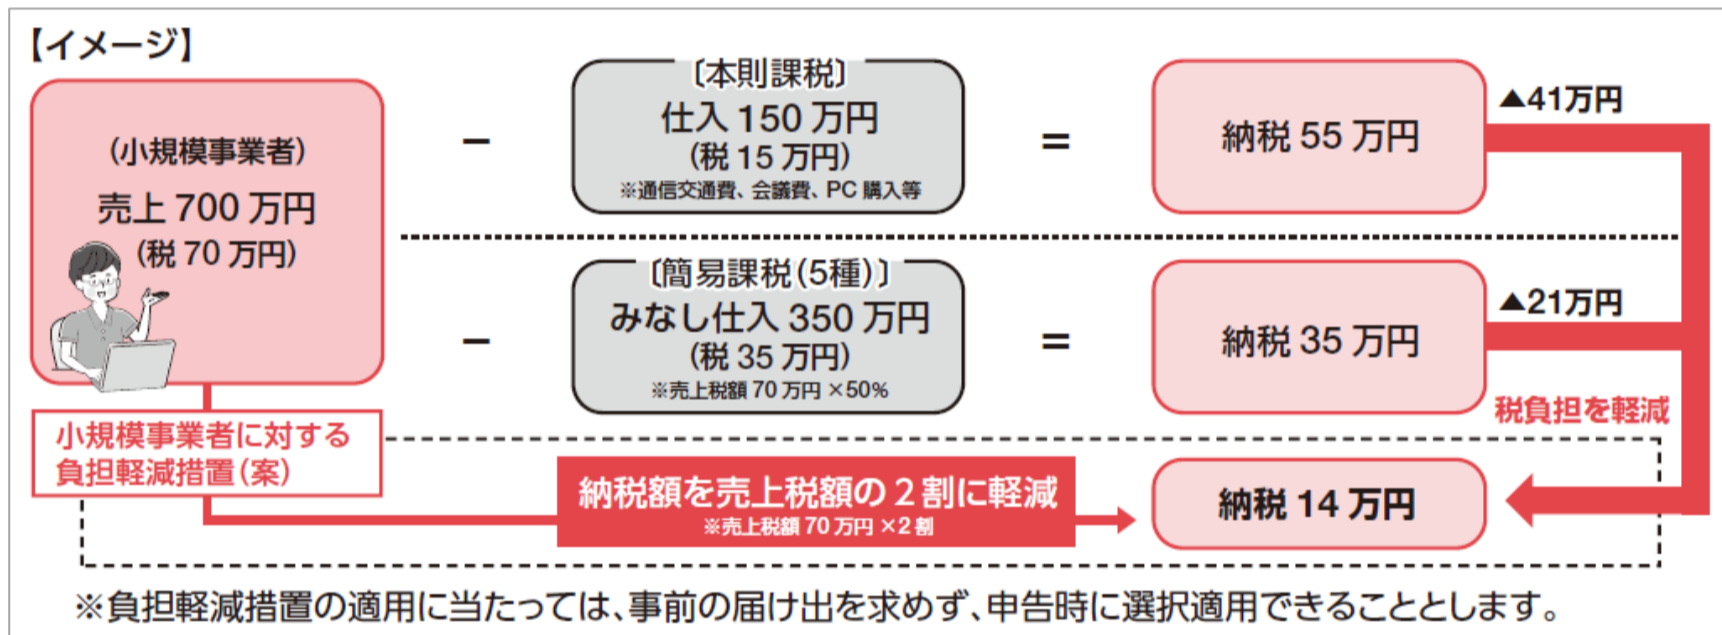 【イメージ】
(小規模事業者)
売上 700 万円
(税 70 万円)
−
〔本則課税〕
仕入 150 万円
(税 15 万円)
※通信交通費、会議費、PC 購入等
=
納税 55 万円
▲41万円
−
〔簡易課税(5種)〕
みなし仕入 350 万円
(税 35 万円)
※売上税額 70 万円 ×50%
=
納税 35 万円
▲21万円
税負担を軽減
小規模事業者に対する
負担軽減措置(案)
納税額を売上税額の 2 割に軽減
※売上税額 70 万円 ×2 割
納税 14 万円
※負担軽減措置の適用に当たっては、事前の届け出を求めず、申告時に選択適用できることとします。